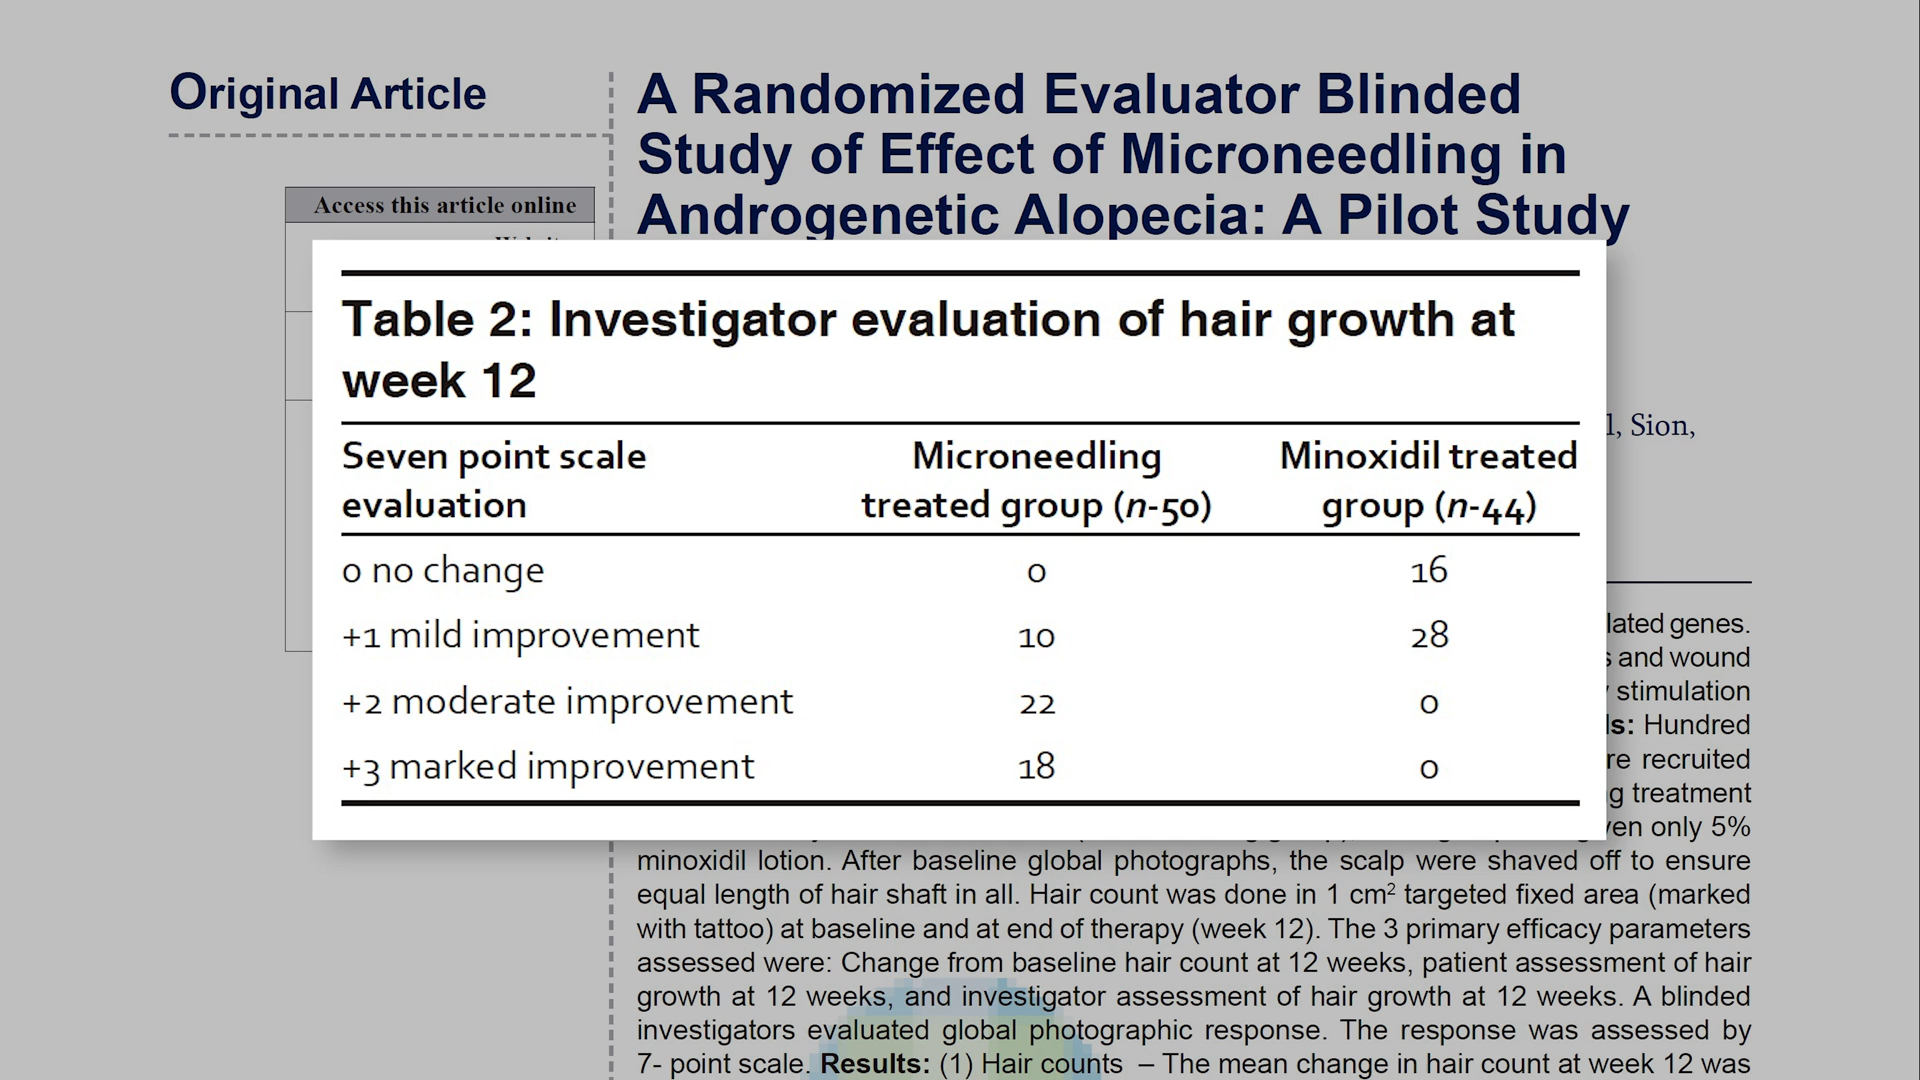 Original Article
A Randomized Evaluator Blinded
Study of Effect of Microneedling in
Androgenetic Alopecia: A Pilot Study
Access this article online
Table 2: Investigator evaluation of hair growth at
week 12
Seven point scale
evaluation
Microneedling
treated group (n-50)
Minoxidil treated
group (n-44)
0 no change 0 16
+1 mild improvement 10 28
+2 moderate improvement 22 0
+3 marked improvement 18 0
Sion,
genes.
and wound
stimulation
Hundred
recruited
treatment
only 5%
minoxidil lotion. After baseline global photographs, the scalp were shaved off to ensure
equal length of hair shaft in all. Hair count was done in 1 cm² targeted fixed area (marked
with tattoo) at baseline and at end of therapy (week 12). The 3 primary efficacy parameters
assessed were: Change from baseline hair count at 12 weeks, patient assessment of hair
growth at 12 weeks, and investigator assessment of hair growth at 12 weeks. A blinded
investigators evaluated global photographic response. The response was assessed by
7- point scale. Results: (1) Hair counts – The mean change in hair count at week 12 was